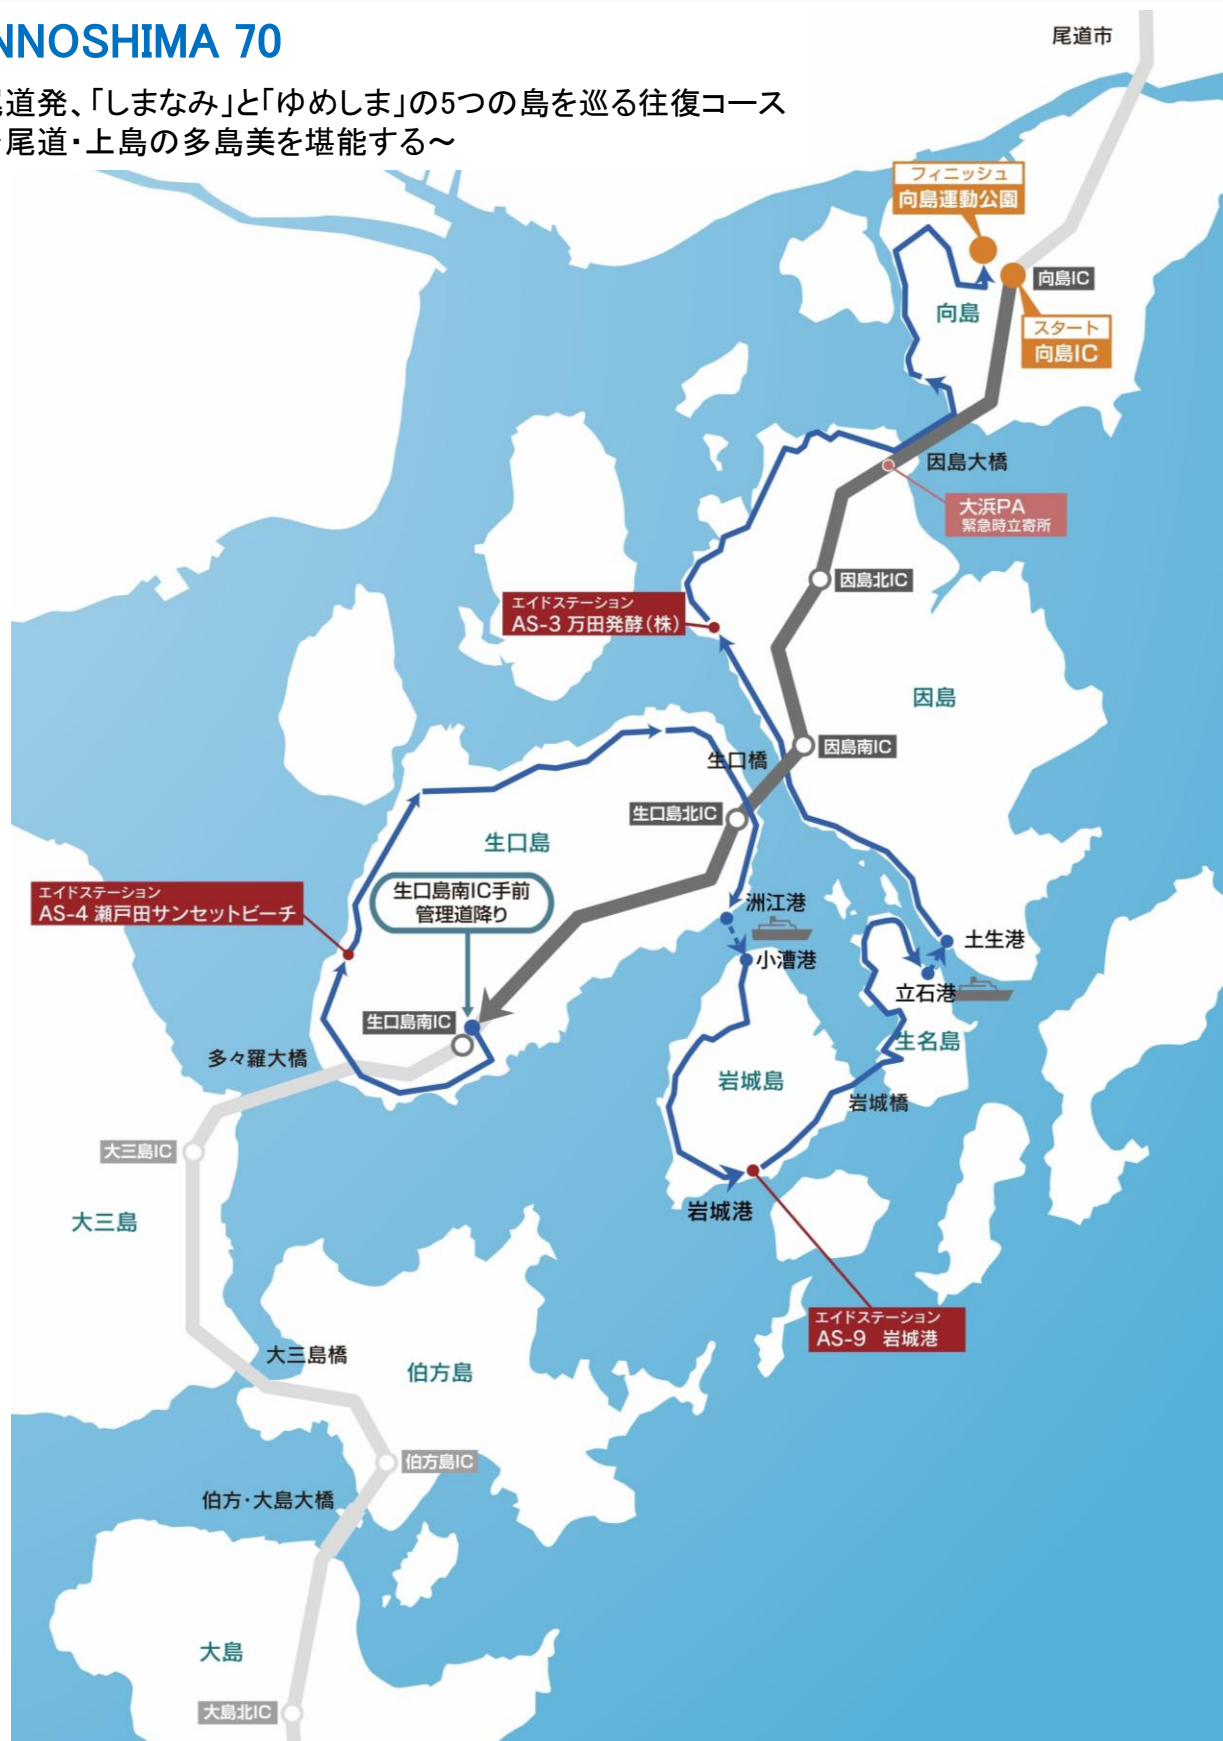 NNOSHIMA 70
尾道発、「しまなみ」と「ゆめしま」の5つの島を巡る往復コース
尾道・上島の多島美を堪能する～
尾道市
フィニッシュ
向島運動公園
向島IC
向島
スタート
向島IC
因島大橋
大浜PA
緊急時立寄所
因島北IC
エイドステーション
AS-3 万田発酵(株)
因島
因島南IC
生口橋
生口島北IC
生口島
生口島南IC手前
管理道降り
エイドステーション
AS-4 瀬戸田サンセットビーチ
洲江港
小漕港
土生港
立石港
生口島南IC
生名島
多々羅大橋
岩城島
岩城橋
大三島IC
岩城港
大三島
エイドステーション
AS-9 岩城港
大三島橋
伯方島
伯方島IC
伯方・大島大橋
大島
大島北IC